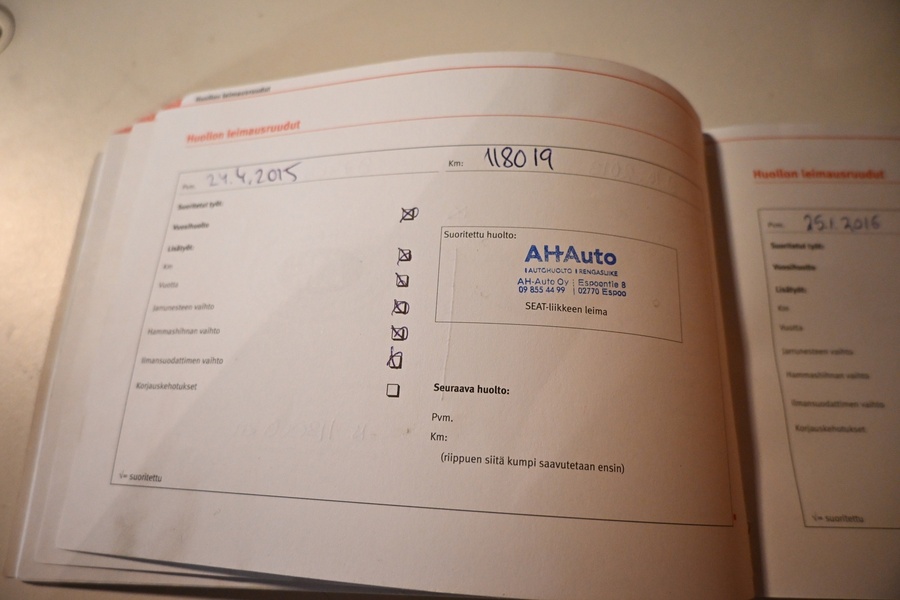 Huollon leimausruudut
Huollon leimausruudut
Pvm: 24.4.2015
Km: 118019
Suoritetut työt:
Vuosihuolto
Lisätyöt:
Km
Vuotta
Jarrunesteen vaihto
Hammashihnan vaihto
Ilmansuodattimen vaihto
Korjauskehotukset
√= suoritettu
Suoritettu huolto:
AH-Auto
AUTOHUOLTO RENGASLIIKE
AH-Auto Oy Espoontie 8
09 855 44 99 02770 Espoo
SEAT-liikkeen leima
Seuraava huolto:
Pvm.
Km:
(riippuen siitä kumpi saavutetaan ensin)
Huollon leimausruudut
Pvm: 25.1.2016
Suoritetut työt:
Vuosihuolto
Lisätyöt:
Km
Vuotta
Jarrunesteen vaihto
Hammashihnan vaihto
Ilmansuodattimen vaihto
Korjauskehotukset
√= suoritettu